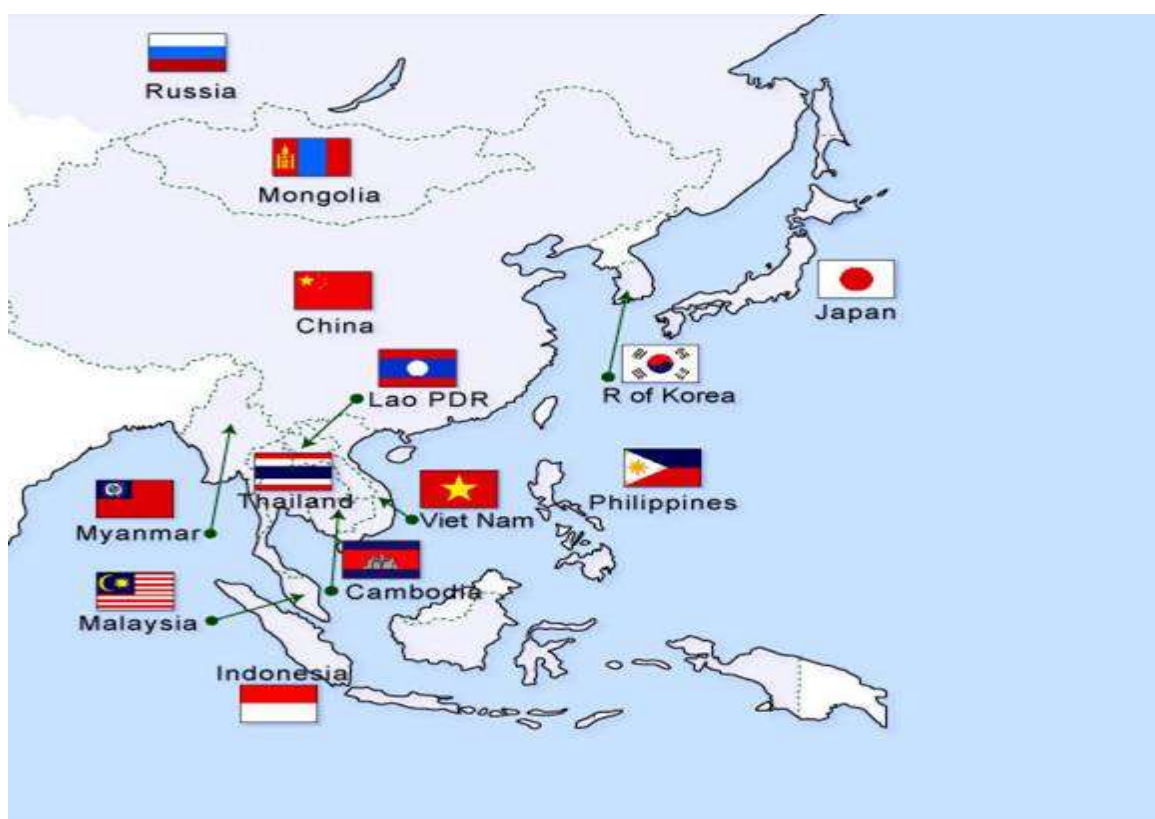 Russia
Mongolia
China
Japan
Lao PDR
R of Korea
Thailand
Viet Nam
Philippines
Myanmar
Cambodia
Malaysia
Indonesia